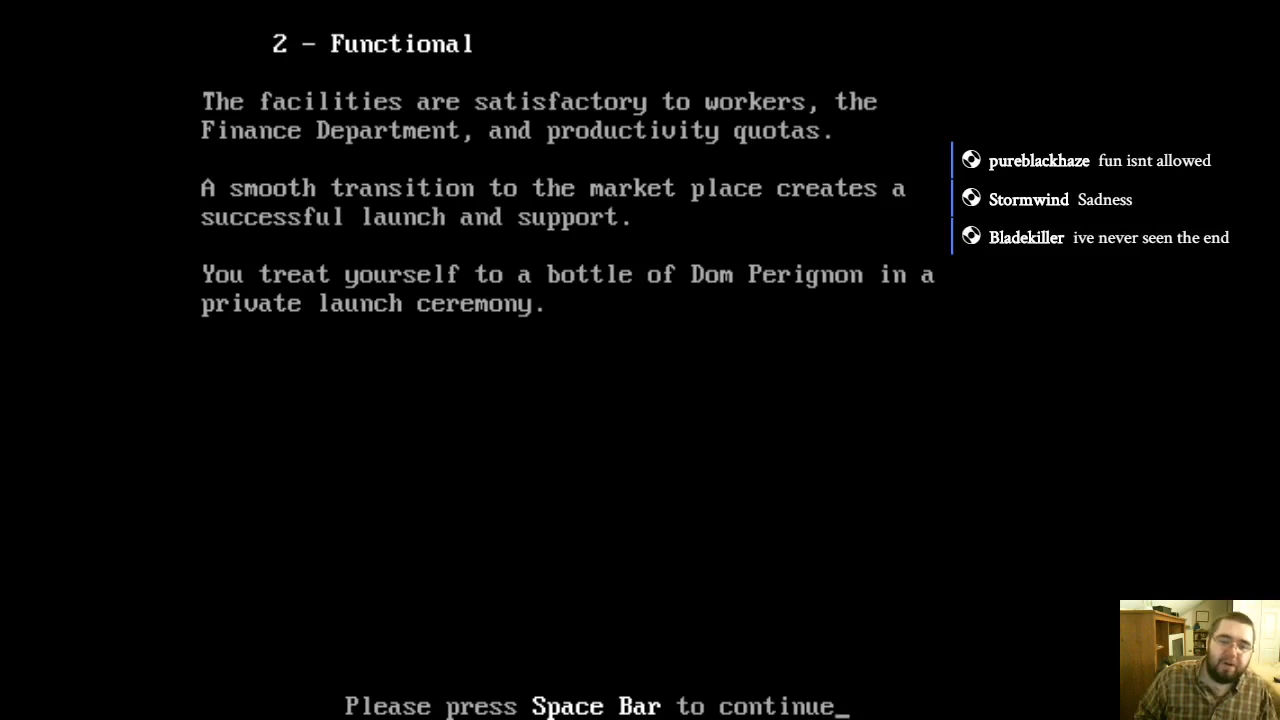 2 - Functional
The facilities are satisfactory to workers, the
Finance Department, and productivity quotas.
A smooth transition to the market place creates a
successful launch and support.
You treat yourself to a bottle of Dom Perignon in a
private launch ceremony.
pureblackhaze fun isnt allowed
Stormwind Sadness
Bladekiller ive never seen the end
Please press Space Bar to continue_